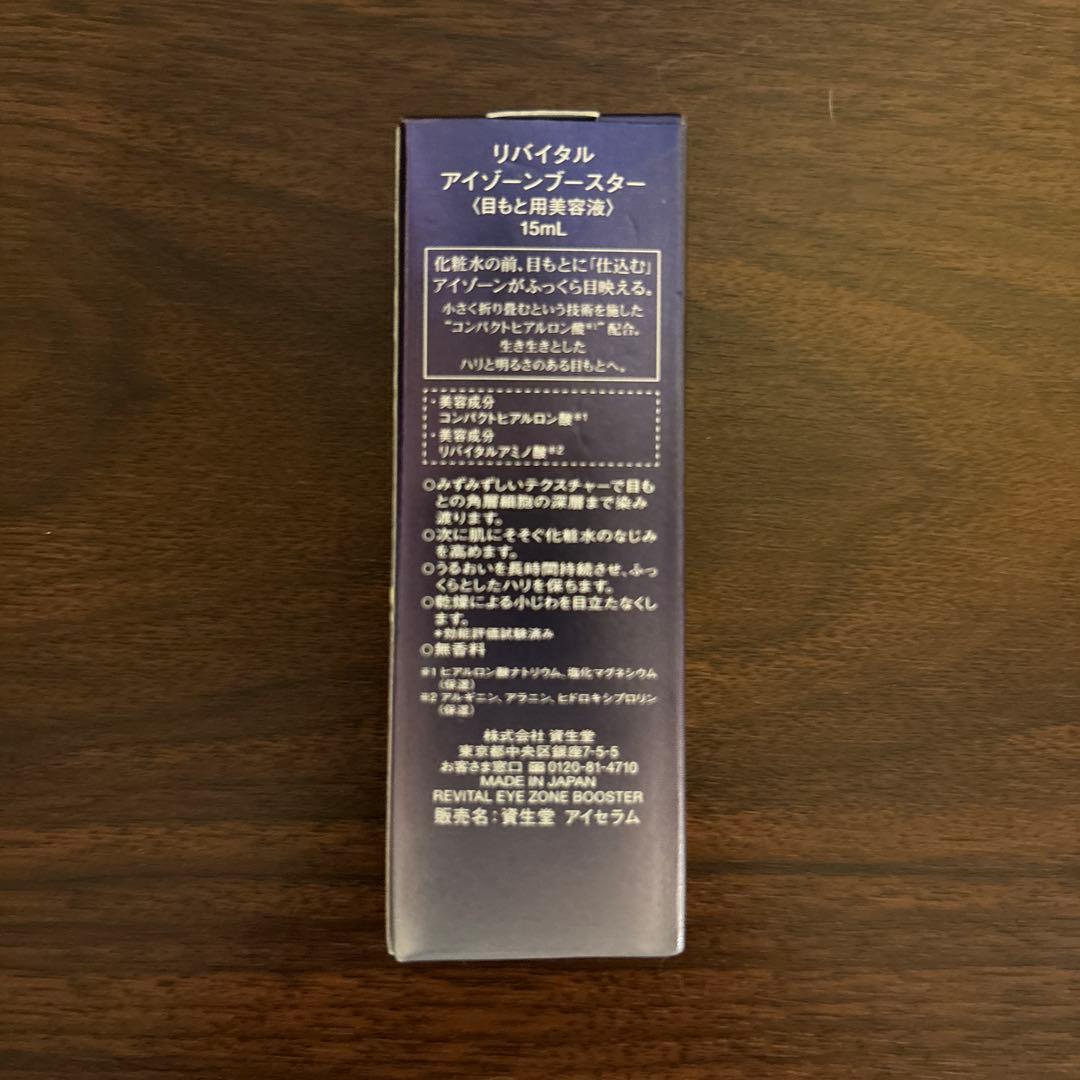 リバイタル
アイゾーンブースター
〈目もと用美容液〉
15mL
化粧水の前、目もとに「仕込む」
アイゾーンがふっくら目映える。
小さく折り畳むという技術を施した
“コンパクトヒアルロン酸※1”配合。
生き生きとした
ハリと明るさのある目もとへ。
・美容成分
コンパクトヒアルロン酸※1
・美容成分
リバイタルアミノ酸※2
○みずみずしいテクスチャーで目も
との角層細胞の深層まで染み
渡ります。
○次に肌にそそぐ化粧水のなじみ
を高めます。
○うるおいを長時間持続させ、ふっ
くらとしたハリを保ちます。
○乾燥による小じわを目立たなくし
ます。
*効能評価試験済み
○無香料
※1 ヒアルロン酸ナトリウム、塩化マグネシウム
(保湿)
※2 アルギニン、アラニン、ヒドロキシプロリン
(保湿)
株式会社 資生堂
東京都中央区銀座7-5-5
お客さま窓口 0120-81-4710
MADE IN JAPAN
REVITAL EYE ZONE BOOSTER
販売名：資生堂 アイセラム